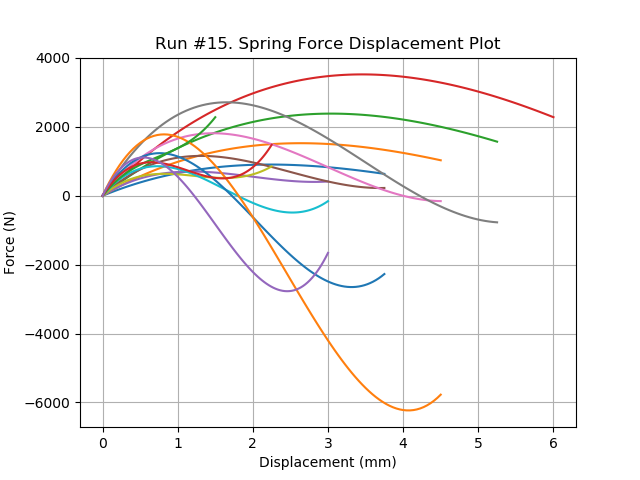 Run #15. Spring Force Displacement Plot
4000
2000
0
−2000
−4000
−6000
Force (N)
0 1 2 3 4 5 6
Displacement (mm)